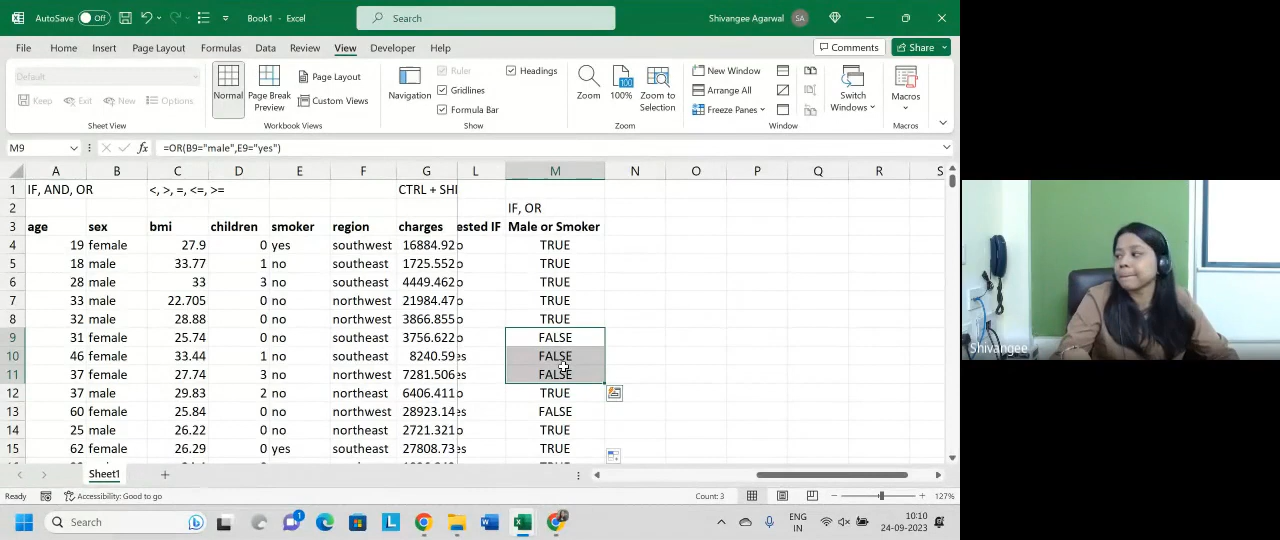 AutoSave Off Book1 - Excel Search Shivangee Agarwal SA
File Home Insert Page Layout Formulas Data Review View Developer Help Comments Share
Default
Keep Exit New Options
Sheet View
Normal Page Break Preview Page Layout Custom Views
Workbook Views
Navigation Ruler Gridlines Formula Bar Headings
Show
Zoom 100 100% Zoom to Selection
Zoom
New Window Arrange All Freeze Panes Switch Windows
Window
Macros
Macros
M9 fx =OR(B9="male",E9="yes")
A B C D E F G L M N O P Q R S
1 IF, AND, OR <, >, =, <=, >= CTRL + SHI
2 IF, OR
3 age sex bmi children smoker region charges ested IF Male or Smoker
4 19 female 27.9 0 yes southwest 16884.92 o TRUE
5 18 male 33.77 1 no southeast 1725.552 o TRUE
6 28 male 33 3 no southeast 4449.462 o TRUE
7 33 male 22.705 0 no northwest 21984.47 o TRUE
8 32 male 28.88 0 no northwest 3866.855 o TRUE
9 31 female 25.74 0 no southeast 3756.622 o FALSE
10 46 female 33.44 1 no southeast 8240.59 es FALSE
11 37 female 27.74 3 no northwest 7281.506 es FALSE
12 37 male 29.83 2 no northeast 6406.411 o TRUE
13 60 female 25.84 0 no northwest 28923.14 es FALSE
14 25 male 26.22 0 no northeast 2721.321 o TRUE
15 62 female 26.29 0 yes southeast 27808.73 es TRUE
Sheet1
Ready Accessibility: Good to go Count: 3 127%
Search 1 L W ENG IN 10:10 24-09-2023
Shivangee